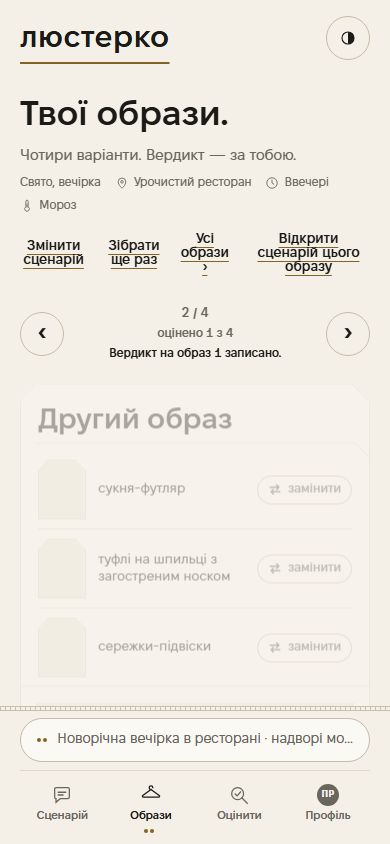 люстерко
Твої образи.
Чотири варіанти. Вердикт — за тобою.
Свято, вечірка Урочистий ресторан Ввечері
Мороз
Змінити сценарій
Зібрати ще раз
Усі образи ›
Відкрити сценарій цього образу
2 / 4
оцінено 1 з 4
Вердикт на образ 1 записано.
‹ ›
Другий образ
сукня-футляр замінити
туфлі на шпильці з загостреним носком замінити
сережки-підвіски замінити
Новорічна вечірка в ресторані · надворі мо...
Сценарій Образи Оцінити ПР Профіль